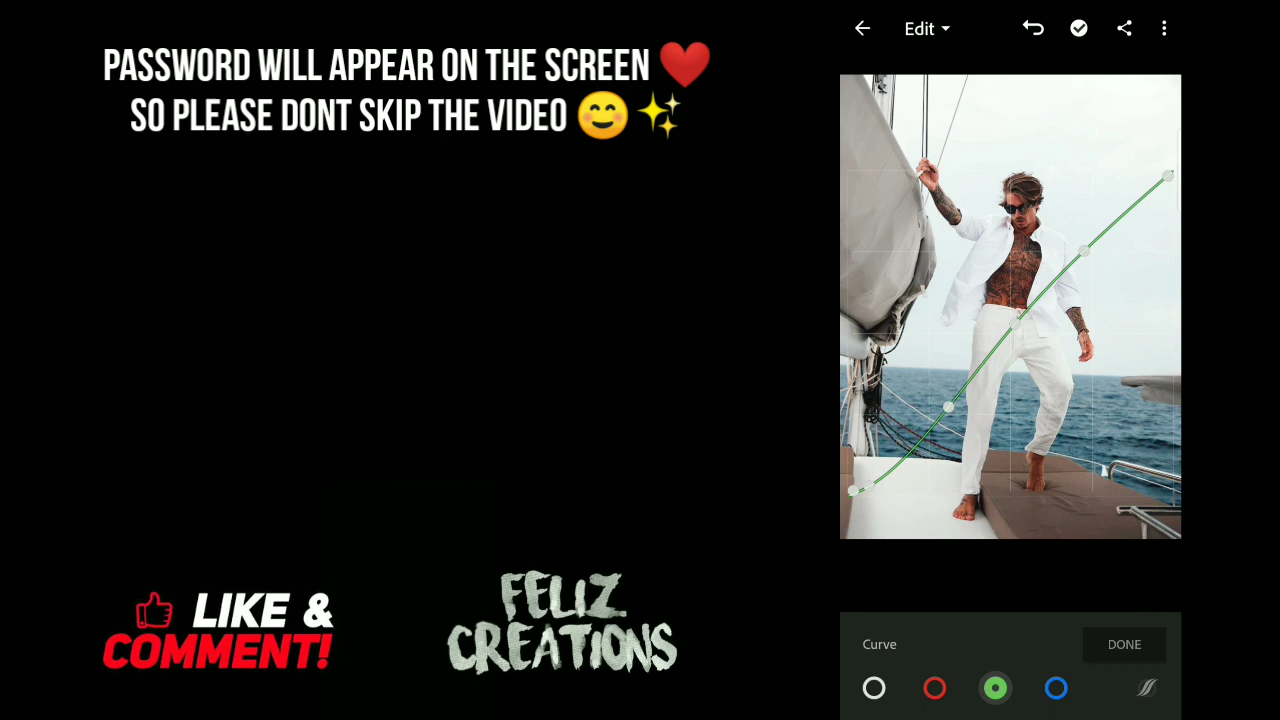 PASSWORD WILL APPEAR ON THE SCREEN ❤️
SO PLEASE DONT SKIP THE VIDEO 😊✨
Edit
LIKE &
COMMENT!
FELIZ
CREATIONS
Curve
DONE